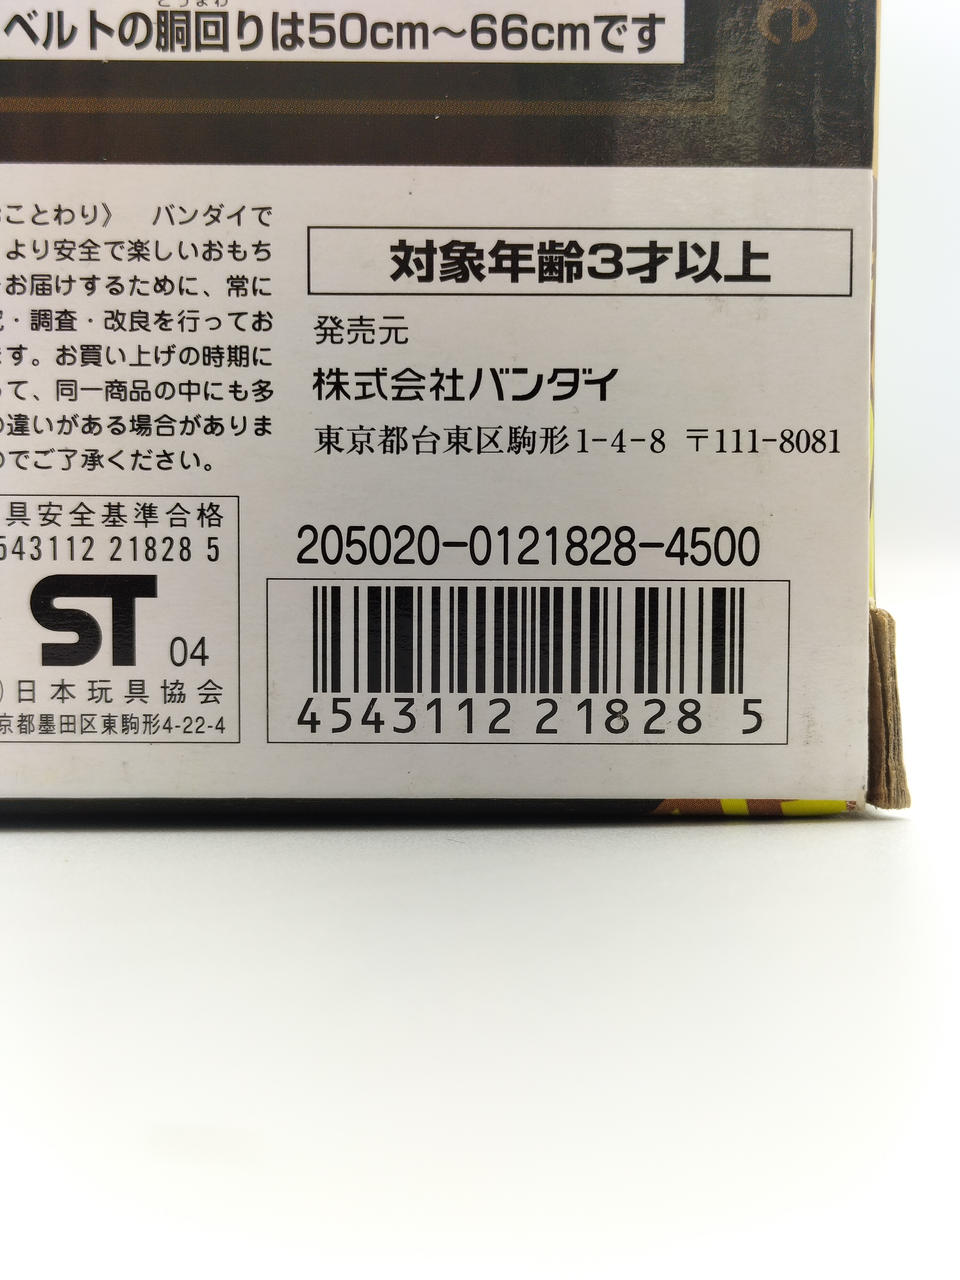 どうまわ
ベルトの胴回りは50cm〜66cmです
e
ことわり》 バンダイで
より安全で楽しいおもち
お届けするために、常に
・調査・改良を行ってお
す。お買い上げの時期に
て、同一商品の中にも多
違いがある場合がありま
でご了承ください。
対象年齢3才以上
発売元
株式会社バンダイ
東京都台東区駒形1-4-8 〒111-8081
具安全基準合格
543112 21828 5
ST 04
日本玩具協会
京都墨田区東駒形4-22-4
205020-0121828-4500
4543112 21828 5